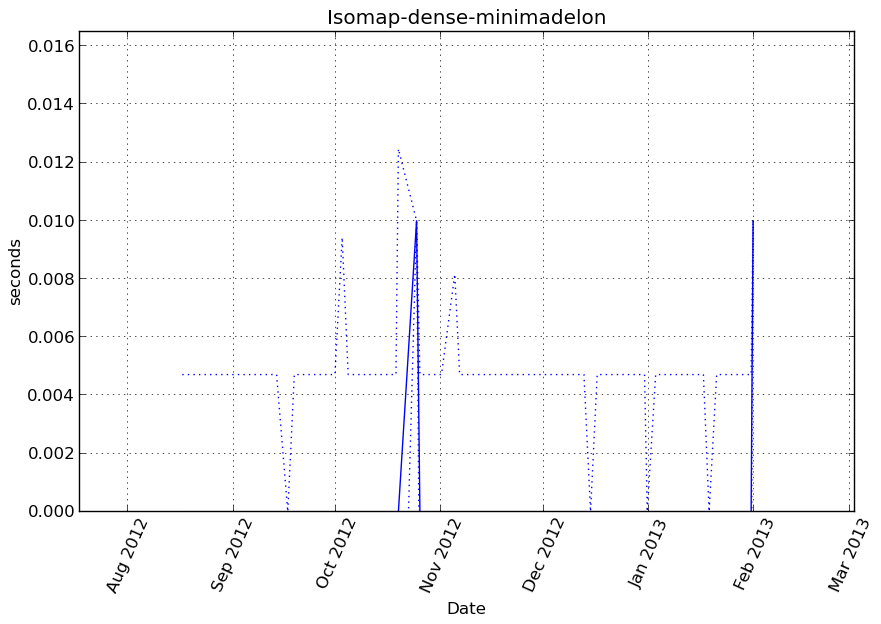 Isomap-dense-minimadelon
0.016
0.014
0.012
0.010
0.008
0.006
0.004
0.002
0.000
seconds
Aug 2012
Sep 2012
Oct 2012
Nov 2012
Dec 2012
Jan 2013
Feb 2013
Mar 2013
Date